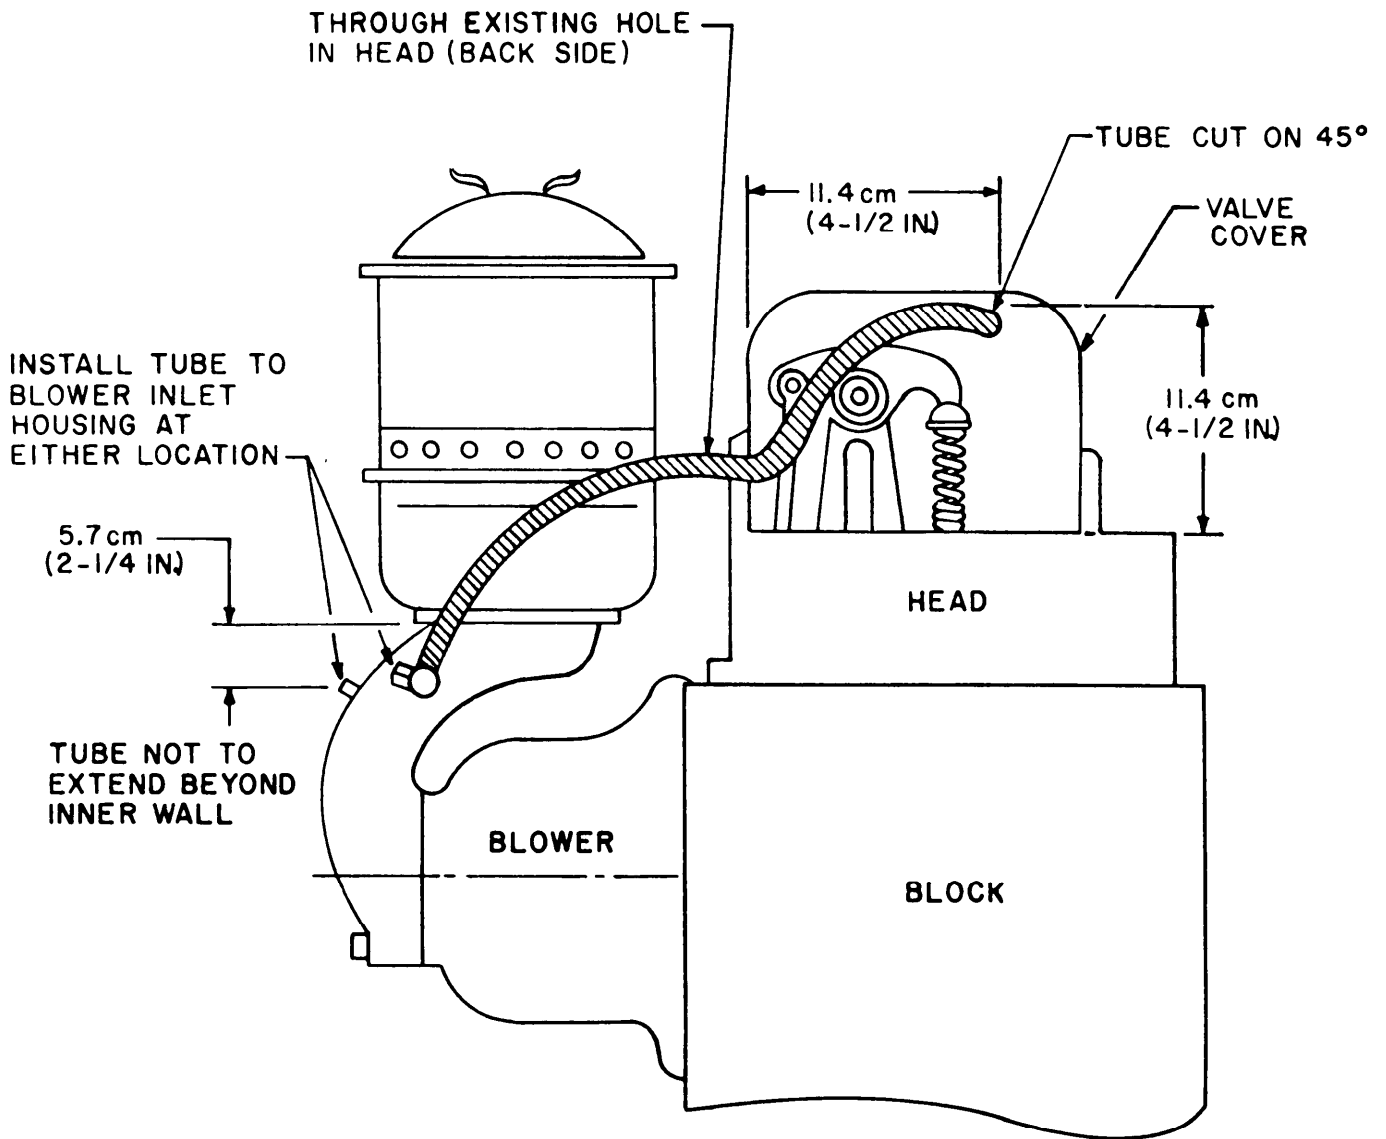 THROUGH EXISTING HOLE
IN HEAD (BACK SIDE)
TUBE CUT ON 45°
11.4 cm
(4-1/2 IN.)
VALVE
COVER
INSTALL TUBE TO
BLOWER INLET
HOUSING AT
EITHER LOCATION
11.4 cm
(4-1/2 IN.)
5.7 cm
(2-1/4 IN.)
HEAD
TUBE NOT TO
EXTEND BEYOND
INNER WALL
BLOWER
BLOCK